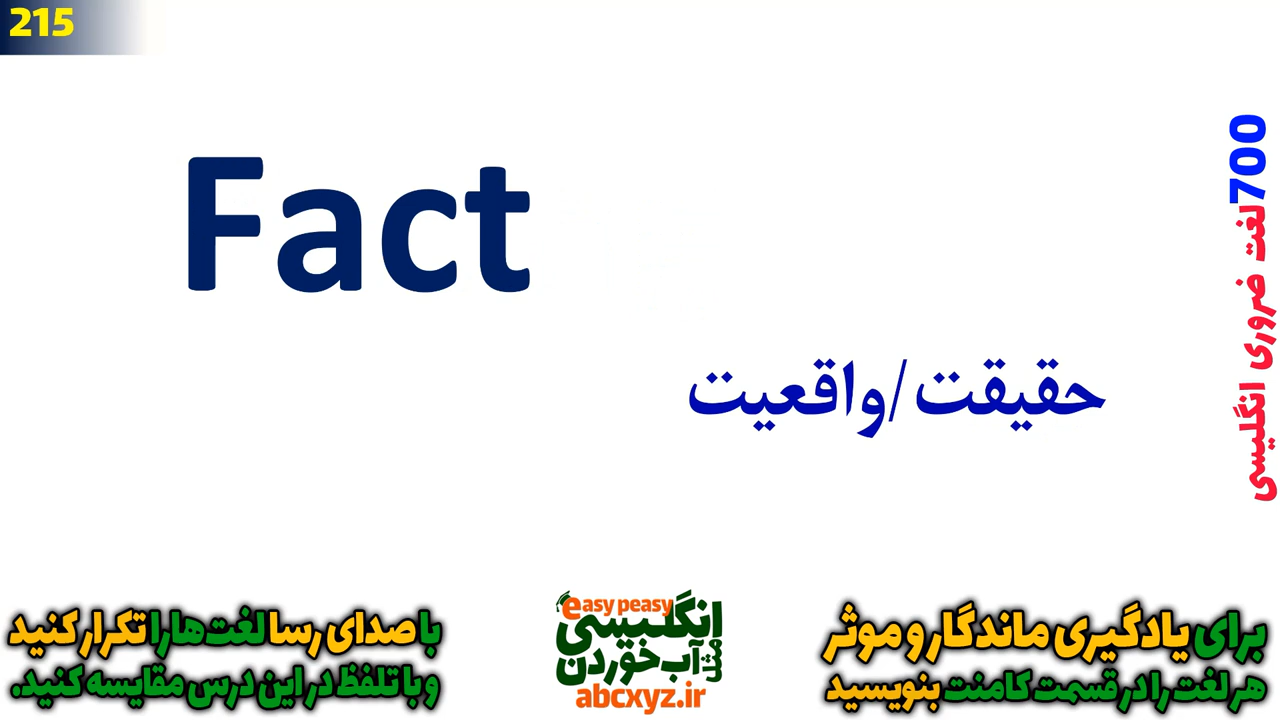 215
Fact
حقیقت/واقعیت
700 لغت ضروری انگلیسی
با صدای رسا لغت‌ها را تکرار کنید
و با تلفظ در این درس مقایسه کنید.
easy peasy
انگلیسی
مثل آب خوردن
abcxyz.ir
برای یادگیری ماندگار و موثر
هر لغت را در قسمت کامنت بنویسید